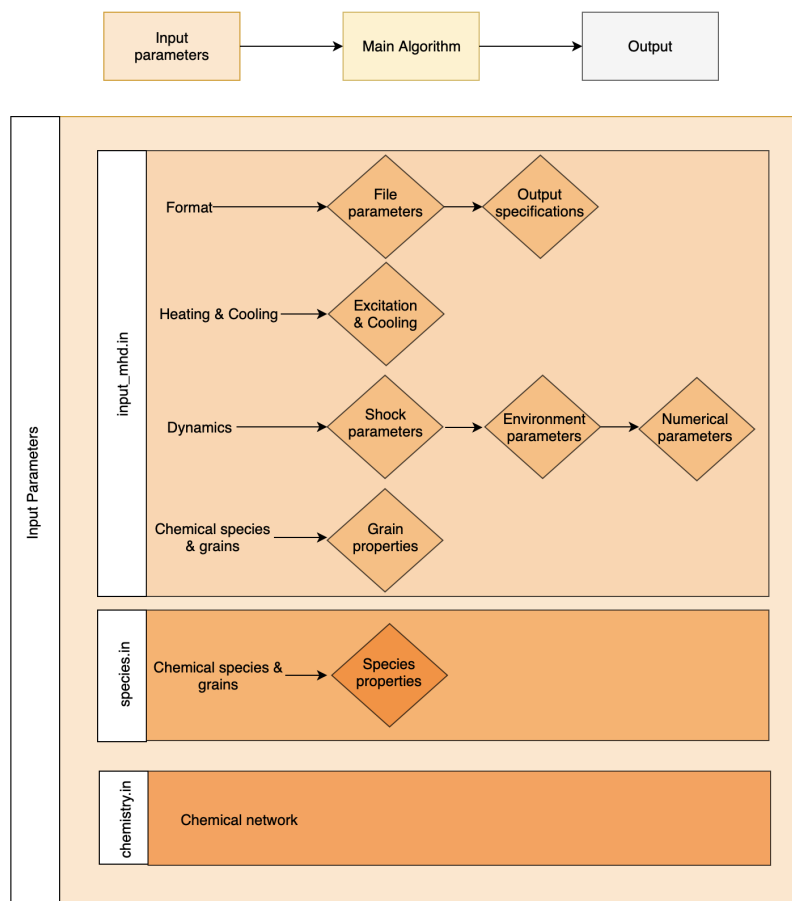 Input
parameters
Main Algorithm
Output
Input Parameters
input_mhd.in
Format
File
parameters
Output
specifications
Heating & Cooling
Excitation
& Cooling
Dynamics
Shock
parameters
Environment
parameters
Numerical
parameters
Chemical species
& grains
Grain
properties
species.in
Chemical species &
grains
Species
properties
chemistry.in
Chemical network